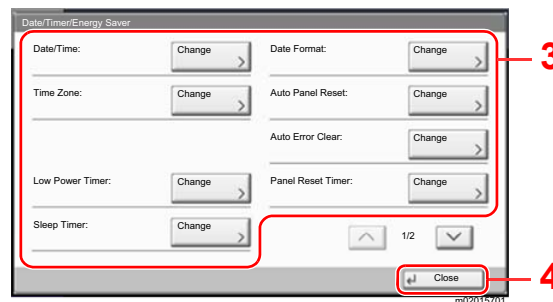 Date/Timer/Energy Saver
Date/Time: Change Date Format: Change
3
Time Zone: Change Auto Panel Reset: Change
Auto Error Clear: Change
Low Power Timer: Change Panel Reset Timer: Change
Sleep Timer: Change
1/2
Close
4
m02015701